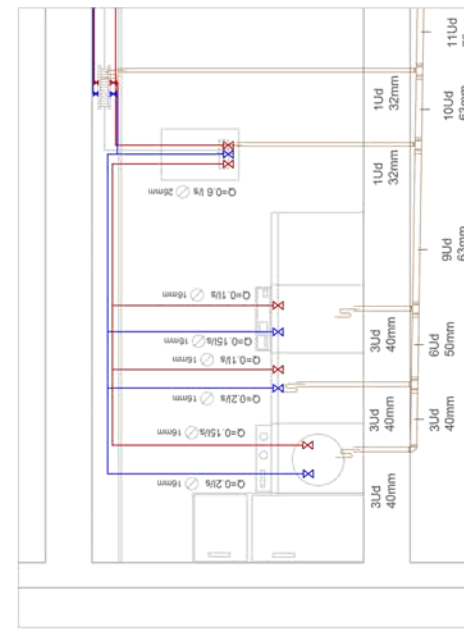 11Ud
1Ud
32mm
10Ud
63mm
1Ud
32mm
Q=0.6 l/s 26mm
9Ud
63mm
Q=0.1l/s 16mm
3Ud
40mm
6Ud
50mm
Q=0.15l/s 16mm
Q=0.1l/s 16mm
Q=0.2l/s 16mm
3Ud
40mm
3Ud
40mm
Q=0.15l/s 16mm
Q=0.2l/s 16mm
3Ud
40mm